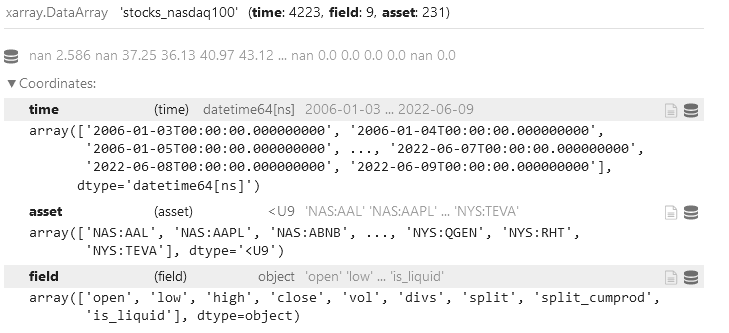 xarray.DataArray 'stocks_nasdaq100' (time: 4223, field: 9, asset: 231)
nan 2.586 nan 37.25 36.13 40.97 43.12 ... nan 0.0 0.0 0.0 0.0 nan 0.0
▼Coordinates:
time (time) datetime64[ns] 2006-01-03 ... 2022-06-09
array(['2006-01-03T00:00:00.000000000', '2006-01-04T00:00:00.000000000',
'2006-01-05T00:00:00.000000000', ..., '2022-06-07T00:00:00.000000000',
'2022-06-08T00:00:00.000000000', '2022-06-09T00:00:00.000000000'],
dtype='datetime64[ns]')
asset (asset) <U9 'NAS:AAL' 'NAS:AAPL' ... 'NYS:TEVA'
array(['NAS:AAL', 'NAS:AAPL', 'NAS:ABNB', ..., 'NYS:QGEN', 'NYS:RHT',
'NYS:TEVA'], dtype='<U9')
field (field) object 'open' 'low' ... 'is_liquid'
array(['open', 'low', 'high', 'close', 'vol', 'divs', 'split', 'split_cumprod',
'is_liquid'], dtype=object)